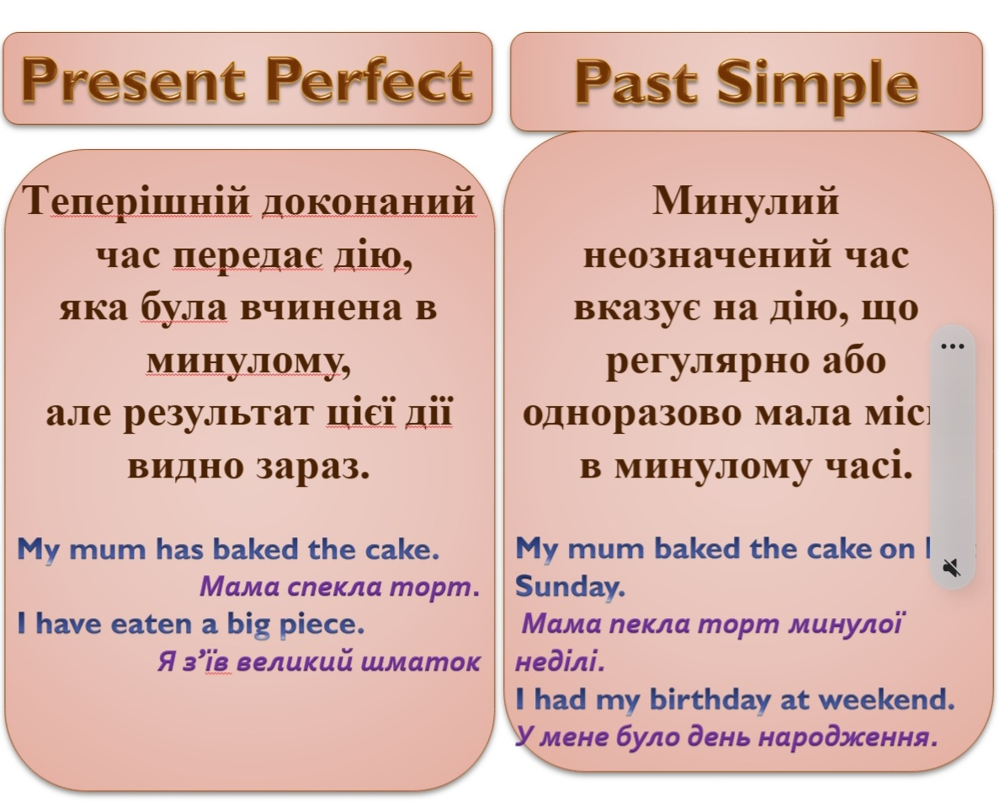 Present Perfect
Теперішній доконаний
час передає дію,
яка була вчинена в
минулому,
але результат цієї дії
видно зараз.
My mum has baked the cake.
Мама спекла торт.
I have eaten a big piece.
Я з’їв великий шматок
Past Simple
Минулий
неозначений час
вказує на дію, що
регулярно або
одноразово мала
в минулому часі.
My mum baked the cake on
Sunday.
Мама пекла торт минулої
неділі.
I had my birthday at weekend.
У мене було день народження.